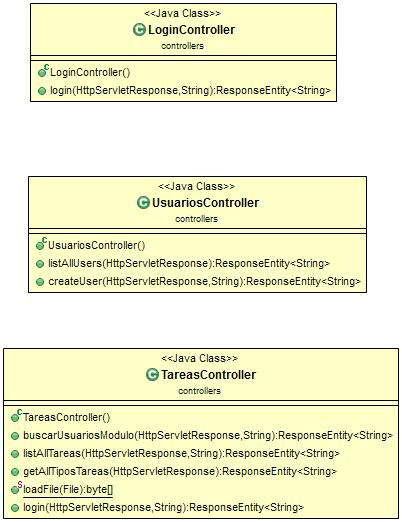 <<Java Class>>
LoginController
controllers
LoginController()
login(HttpServletResponse,String):ResponseEntity<String>
<<Java Class>>
UsuariosController
controllers
UsuariosController()
listAllUsers(HttpServletResponse):ResponseEntity<String>
createUser(HttpServletResponse,String):ResponseEntity<String>
<<Java Class>>
TareasController
controllers
TareasController()
buscarUsuariosModulo(HttpServletResponse,String):ResponseEntity<String>
listAllTareas(HttpServletResponse,String):ResponseEntity<String>
getAllTiposTareas(HttpServletResponse):ResponseEntity<String>
loadFile(File):byte[]
login(HttpServletResponse,String):ResponseEntity<String>